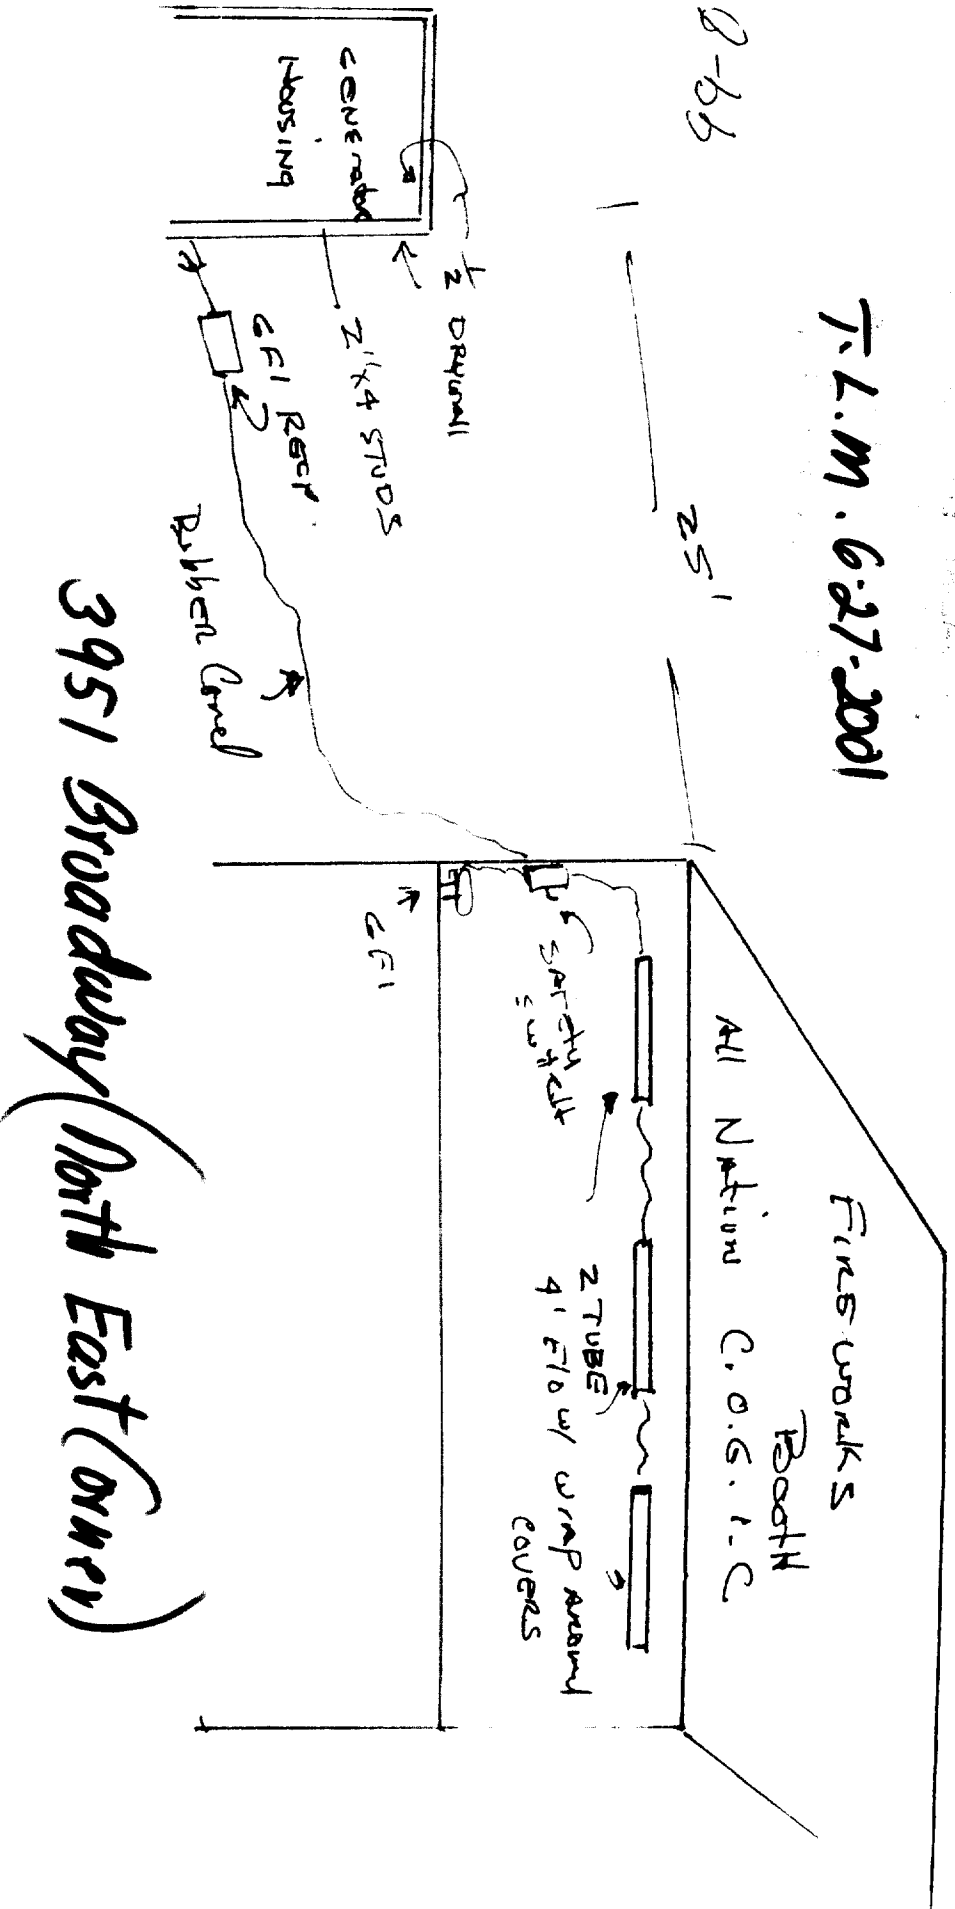 T.L.M. 6-27-2001
25'
GENERATOR
HOUSING
1/2 DRYWALL
2"x4 STUDS
GFI RECP.
RUBBER
FIREWORKS
BOOTH
All NATION C.O.G.I.C
SAFETY
SWITCH
GFI
2 TUBE
4' Flo w/ WRAP AROUND
COVERS
3951 Broadway (North East Corner)